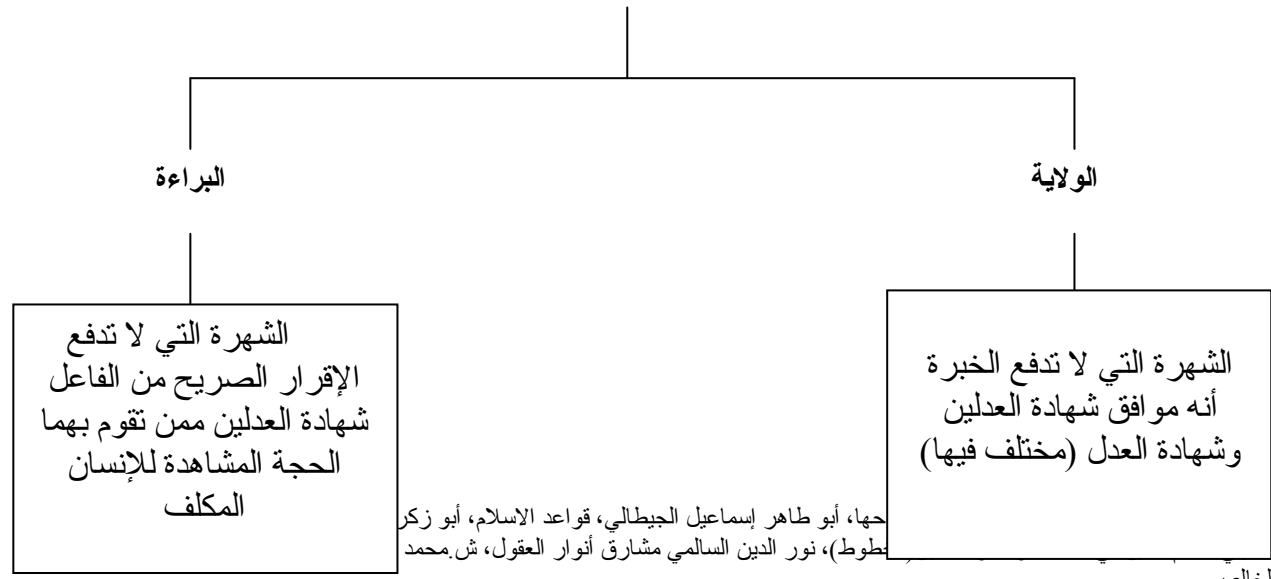 الولاية
البراءة
الشهرة التي لا تدفع الخبرة
أنه موافق شهادة العدلين
وشهادة العدل (مختلف فيها)
الشهرة التي لا تدفع
الإقرار الصريح من الفاعل
شهادة العدلين ممن تقوم بهما
الحجة المشاهدة للإنسان
المكلف
أبو طاهر إسماعيل الجيطالي، قواعد الاسلام، أبو
نور الدين السالمي مشارق أنوار العقول، ش.محمد